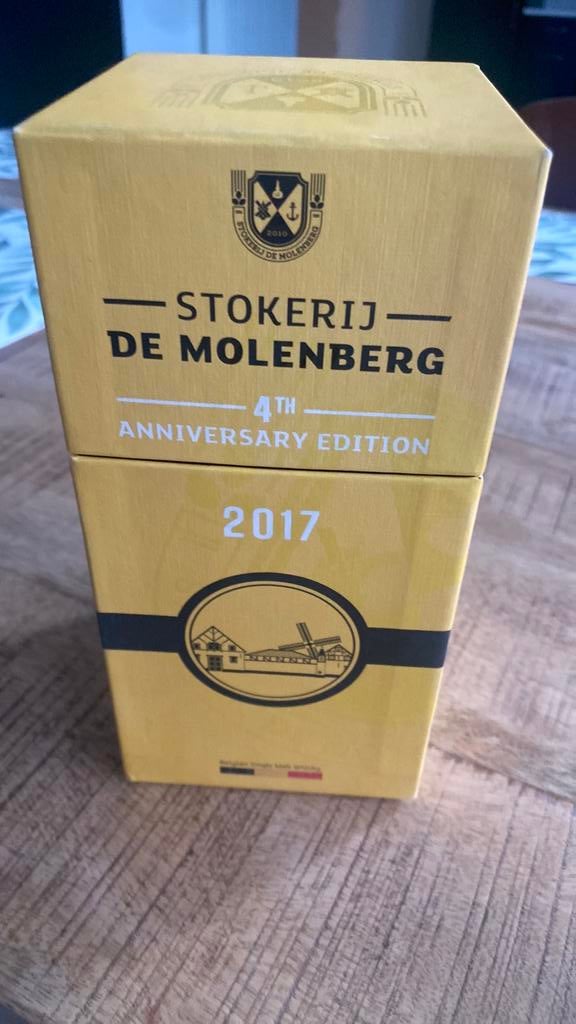 2010
STOKERIJ DE MOLENBERG
STOKERIJ
DE MOLENBERG
4TH
ANNIVERSARY EDITION
2017
Belgian Single Malt Whisky